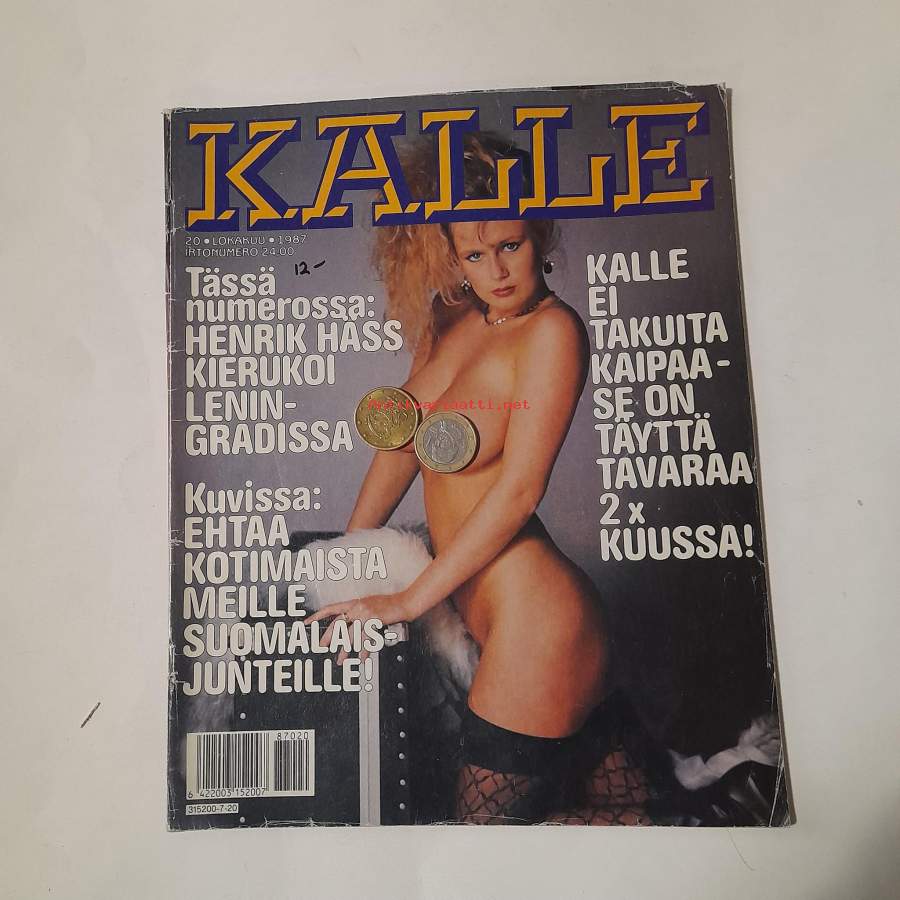 KALLE
20 • LOKAKUU • 1987
IRTONUMERO 24:00
12-
Tässä
numerossa:
HENRIK HÄSS
KIERUKOI
LENIN-
GRADISSA
Kuvissa:
EHTAA
KOTIMAISTA
MEILLE
SUOMALAIS-
JUNTEILLE!
KALLE
EI
TAKUITA
KAIPAA-
SE ON
TÄYTTÄ
TAVARAA
2 x
KUUSSA!
Antikvariaatti.net
87020
6 422003 152007
315200-7-20